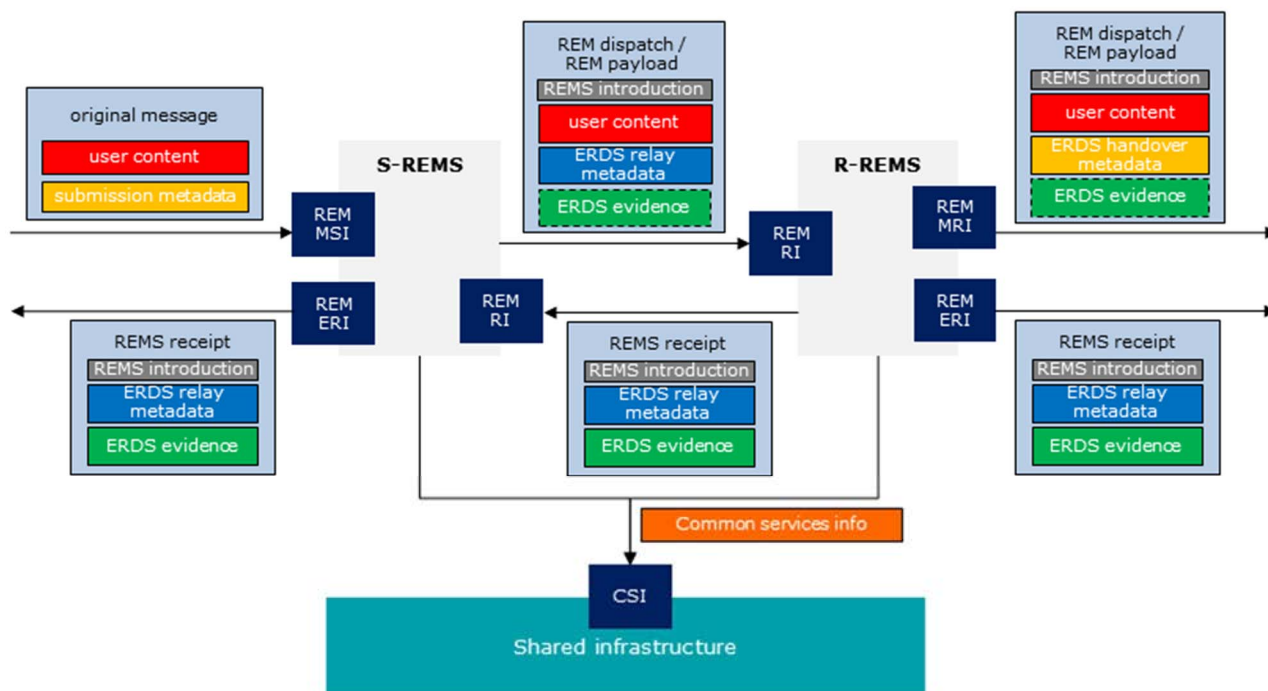 original message
user content
submission metadata
S-REMS
REM
MSI
REM
ERI
REM
RI
REM dispatch /
REM payload
REMS introduction
user content
ERDS relay
metadata
ERDS evidence
R-REMS
REM
RI
REM
MRI
REM
ERI
REM dispatch /
REM payload
REMS introduction
user content
ERDS handover
metadata
ERDS evidence
REMS receipt
REMS introduction
ERDS relay
metadata
ERDS evidence
REMS receipt
REMS introduction
ERDS relay
metadata
ERDS evidence
REMS receipt
REMS introduction
ERDS relay
metadata
ERDS evidence
Common services info
CSI
Shared infrastructure